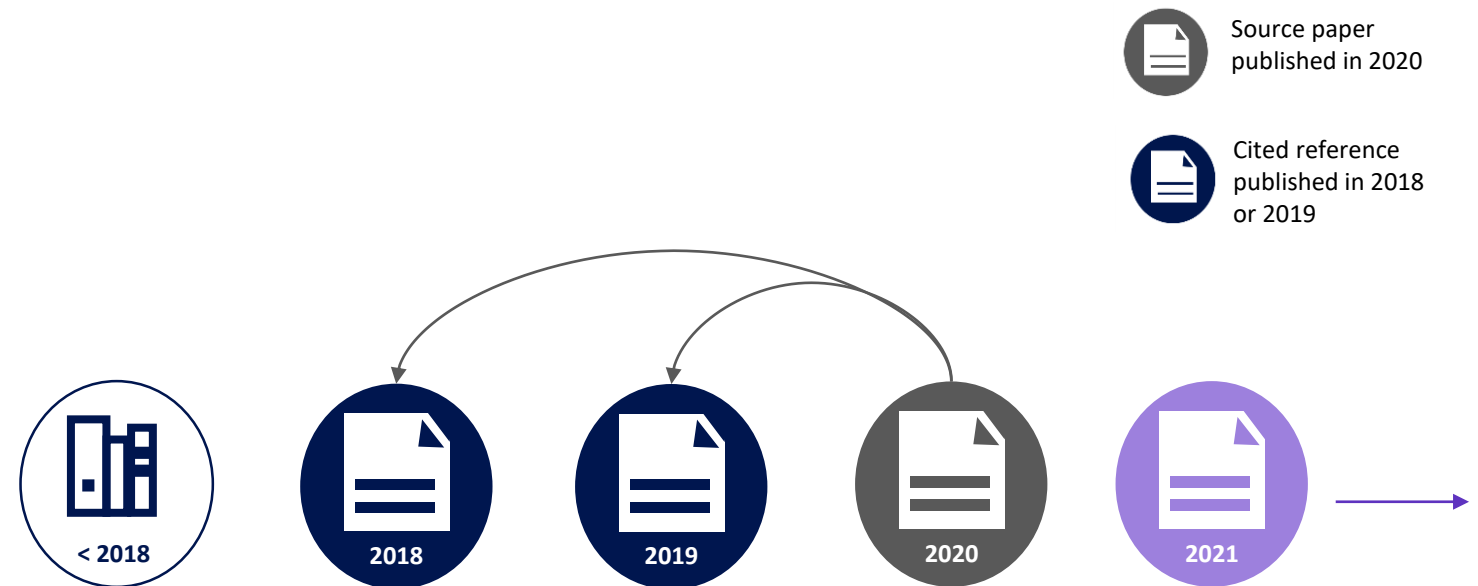 Source paper
published in 2020
Cited reference
published in 2018
or 2019
< 2018
2018
2019
2020
2021